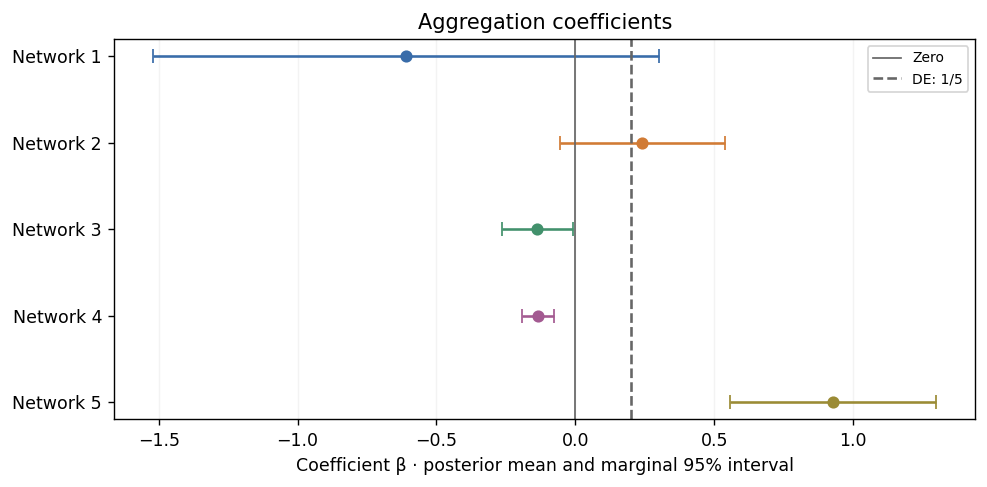 Aggregation coefficients
Network 1
Network 2
Network 3
Network 4
Network 5
Zero
DE: 1/5
−1.5 −1.0 −0.5 0.0 0.5 1.0
Coefficient β · posterior mean and marginal 95% interval